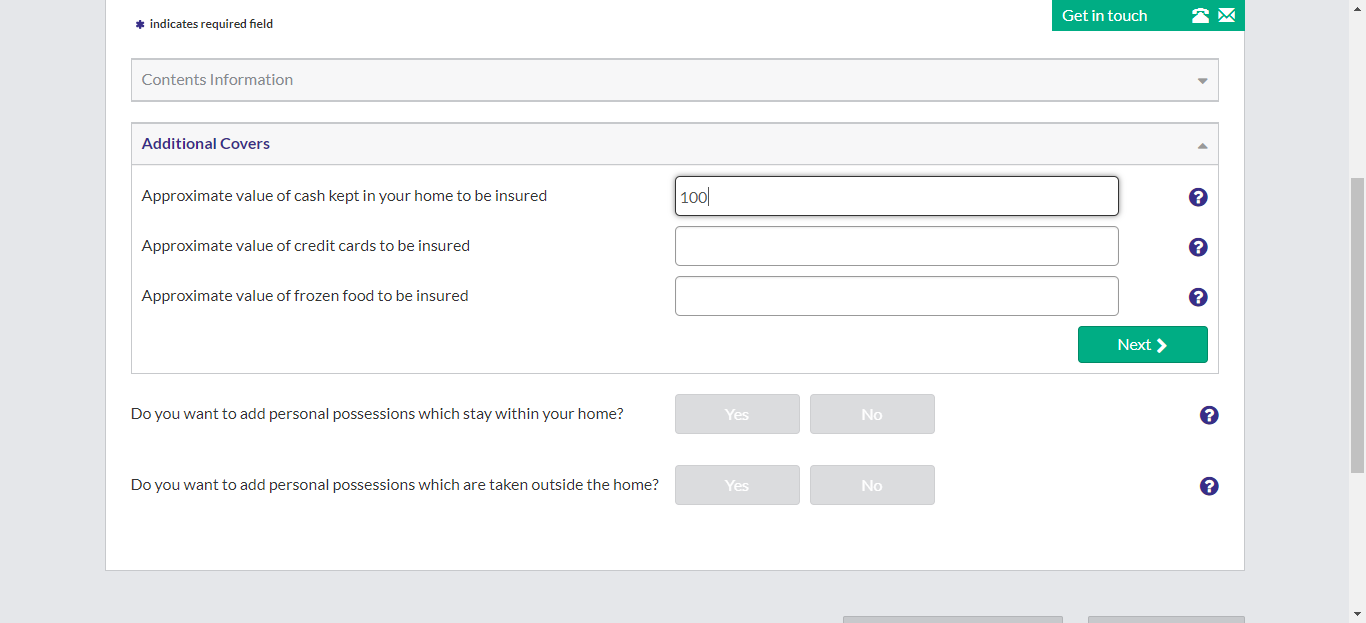 ✱ indicates required field
Get in touch
Contents Information
Additional Covers
Approximate value of cash kept in your home to be insured
100
?
Approximate value of credit cards to be insured
?
Approximate value of frozen food to be insured
?
Next
Do you want to add personal possessions which stay within your home?
Yes
No
?
Do you want to add personal possessions which are taken outside the home?
Yes
No
?